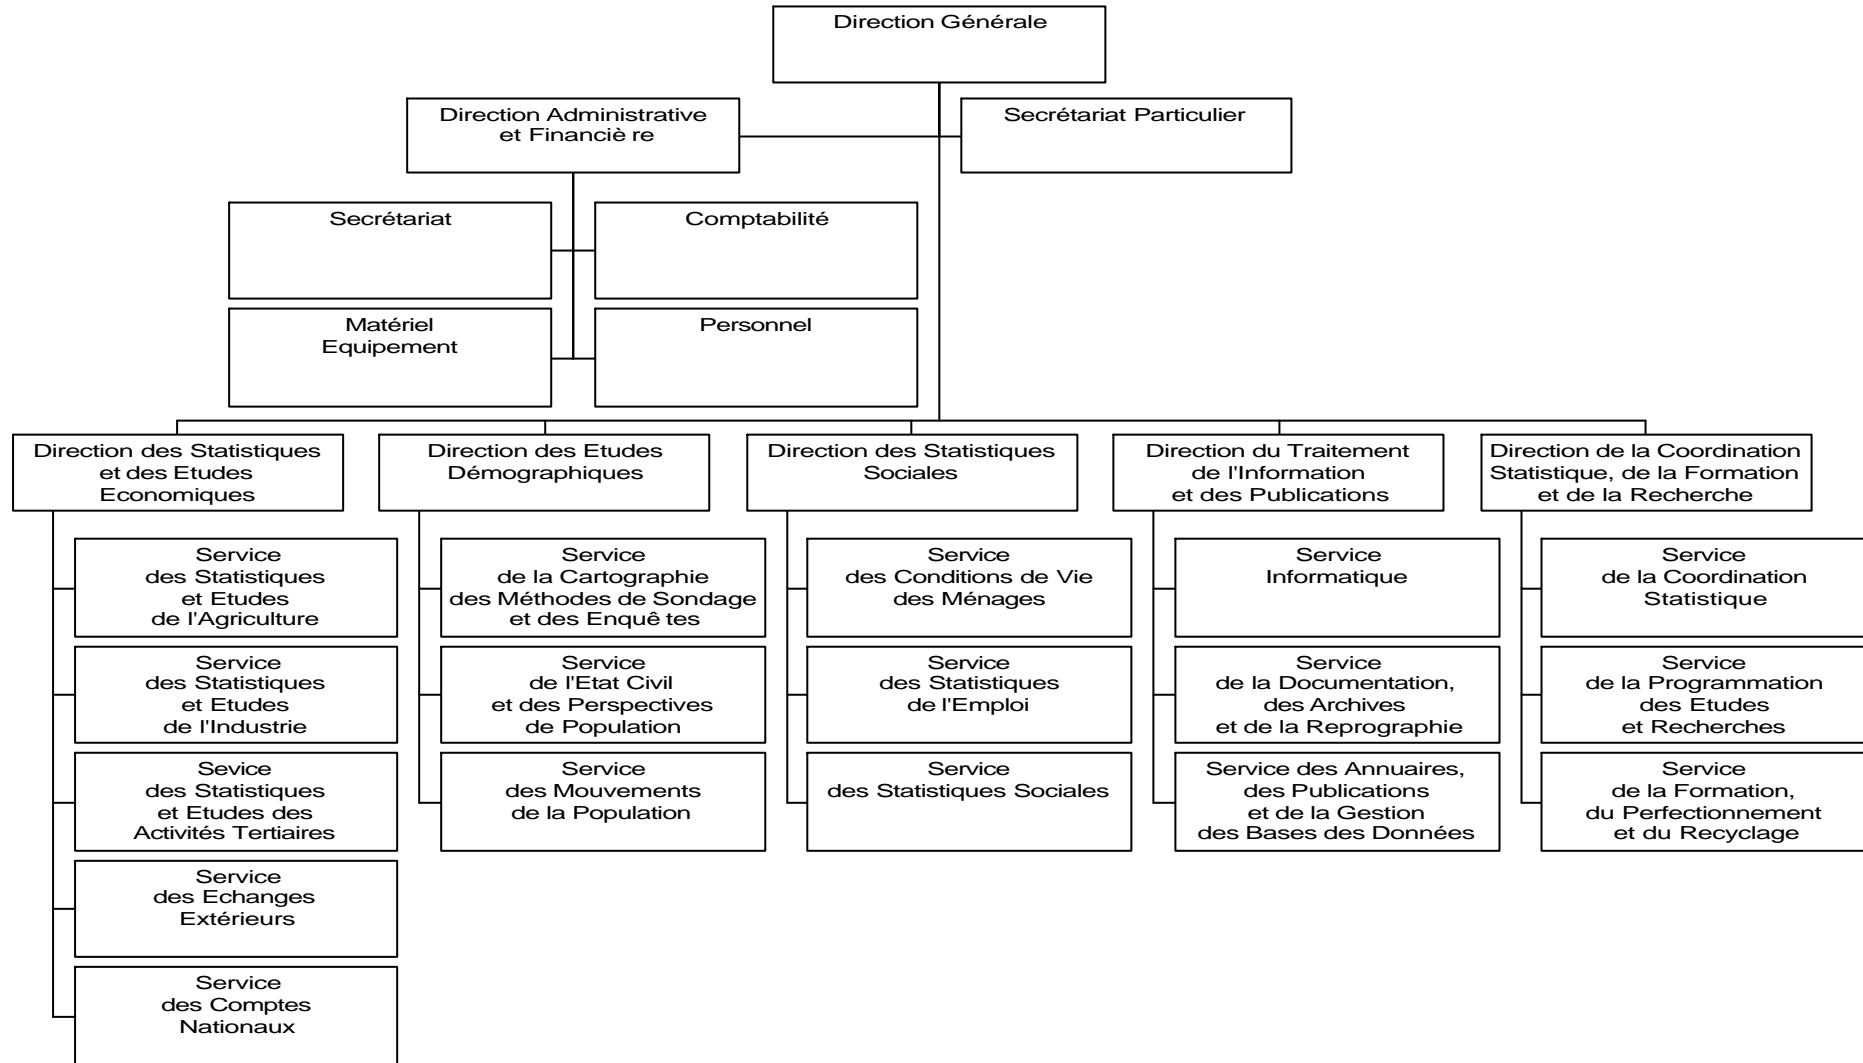 Direction Générale
Direction Administrative
et Financiè re
Secrétariat Particulier
Secrétariat
Comptabilité
Matériel
Equipement
Personnel
Direction des Statistiques
et des Etudes
Economiques
Direction des Etudes
Démographiques
Direction des Statistiques
Sociales
Direction du Traitement
de l'Information
et des Publications
Direction de la Coordination
Statistique, de la Formation
et de la Recherche
Service
des Statistiques
et Etudes
de l'Agriculture
Service
des Statistiques
et Etudes
de l'Industrie
Sevice
des Statistiques
et Etudes des
Activités Tertiaires
Service
des Echanges
Extérieurs
Service
des Comptes
Nationaux
Service
de la Cartographie
des Méthodes de Sondage
et des Enquê tes
Service
de l'Etat Civil
et des Perspectives
de Population
Service
des Mouvements
de la Population
Service
des Conditions de Vie
des Ménages
Service
des Statistiques
de l'Emploi
Service
des Statistiques Sociales
Service
Informatique
Service
de la Documentation,
des Archives
et de la Reprographie
Service des Annuaires,
des Publications
et de la Gestion
des Bases des Données
Service
de la Coordination
Statistique
Service
de la Programmation
des Etudes
et Recherches
Service
de la Formation,
du Perfectionnement
et du Recyclage